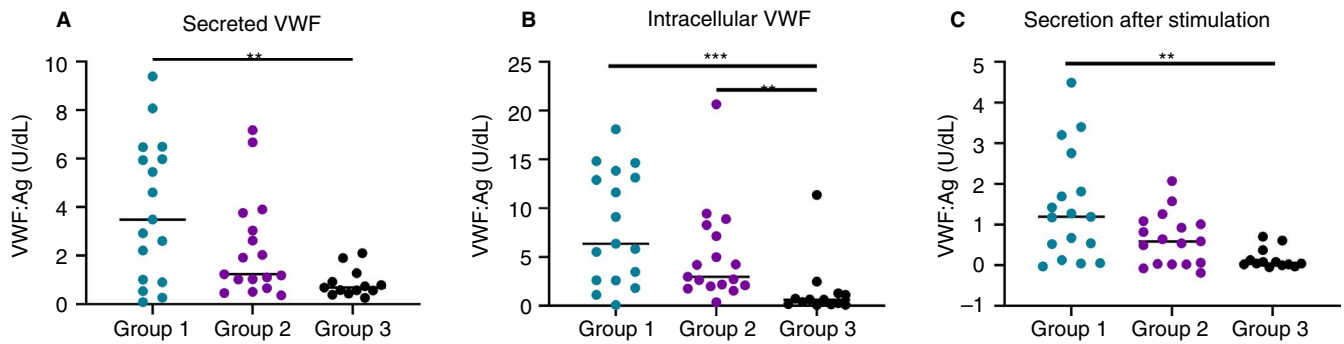 A Secreted VWF
**
10
8
6
4
2
0
VWF:Ag (U/dL)
Group 1 Group 2 Group 3
B Intracellular VWF
***
**
25
20
15
10
5
0
VWF:Ag (U/dL)
Group 1 Group 2 Group 3
C Secretion after stimulation
**
5
4
3
2
1
0
–1
VWF:Ag (U/dL)
Group 1 Group 2 Group 3